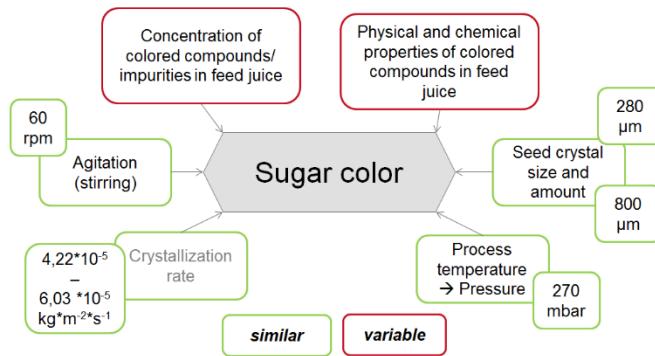 Concentration of
colored compounds/
impurities in feed juice
Physical and chemical
properties of colored
compounds in feed
juice
60
rpm
Agitation
(stirring)
Sugar color
280
µm
Seed crystal
size and
amount
800
µm
4,22*10⁻⁵
–
6,03 *10⁻⁵
kg*m⁻²*s⁻¹
Crystallization
rate
Process
temperature
→ Pressure
270
mbar
similar
variable